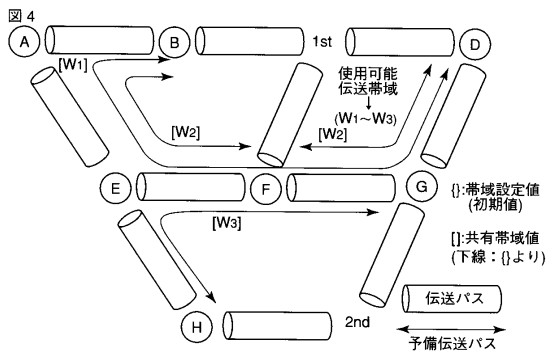 図 4
A
B
1st
D
[W1]
使用可能
伝送帯域
(W1〜W3)
[W2]
[W2]
E
F
G
{}:帯域設定値
(初期値)
[W3]
[]:共有帯域値
(下線：{}より)
伝送パス
H
2nd
予備伝送パス